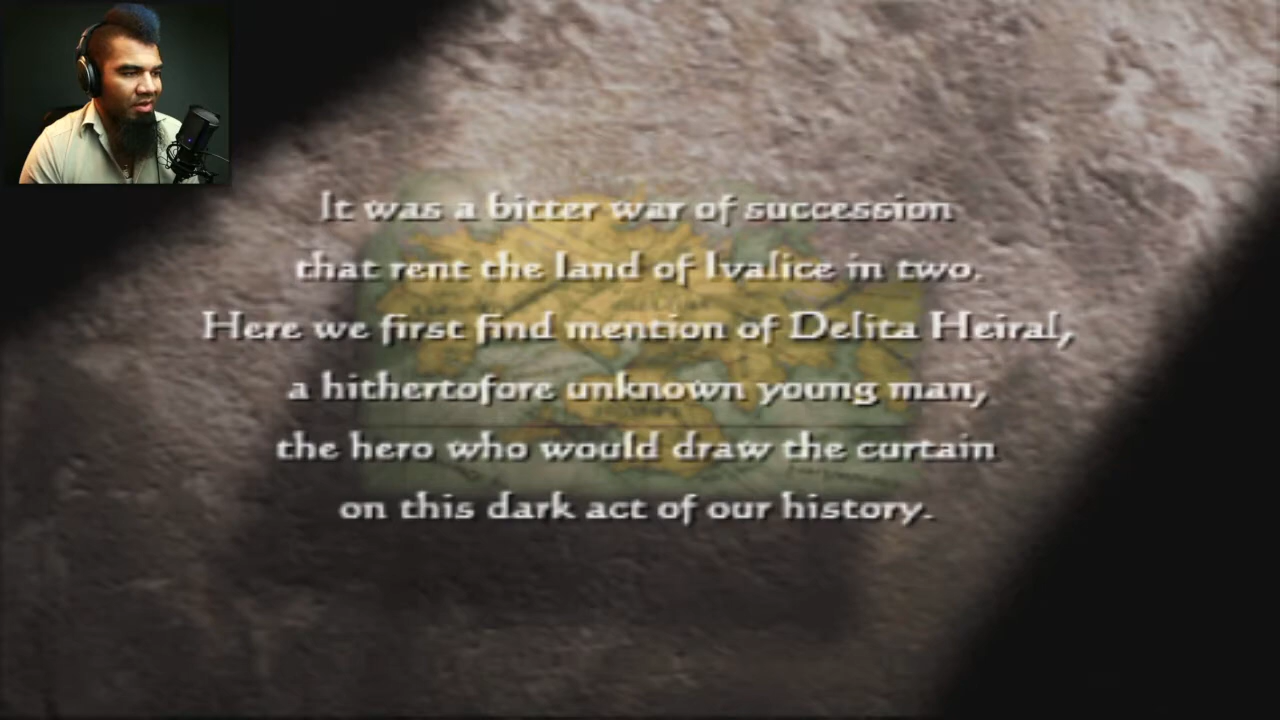 It was a bitter war of succession
that rent the land of Ivalice in two.
Here we first find mention of Delita Heiral,
a hithertofore unknown young man,
the hero who would draw the curtain
on this dark act of our history.